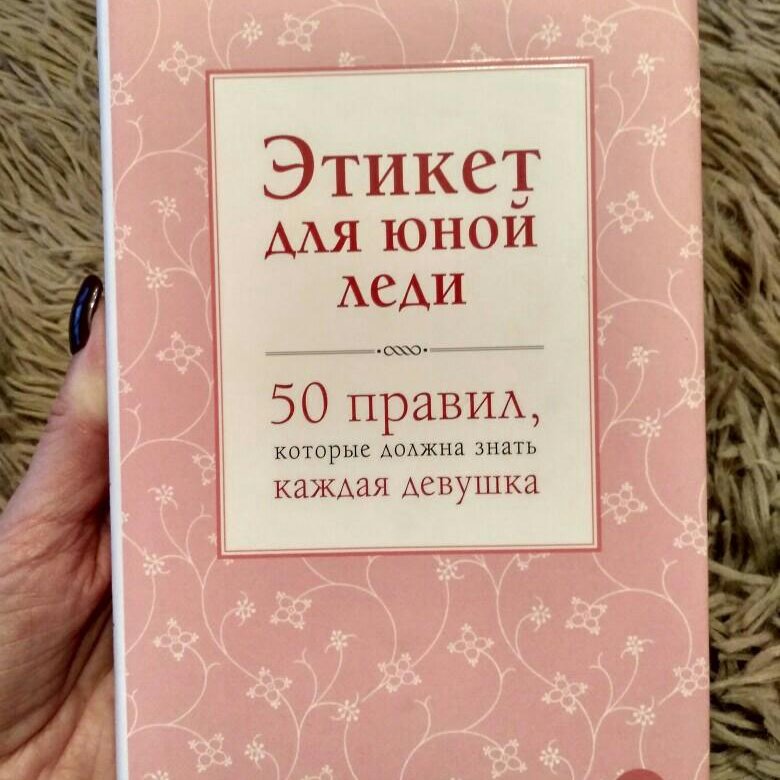 Этикет
для юной
леди
50 правил,
которые должна знать
каждая девушка